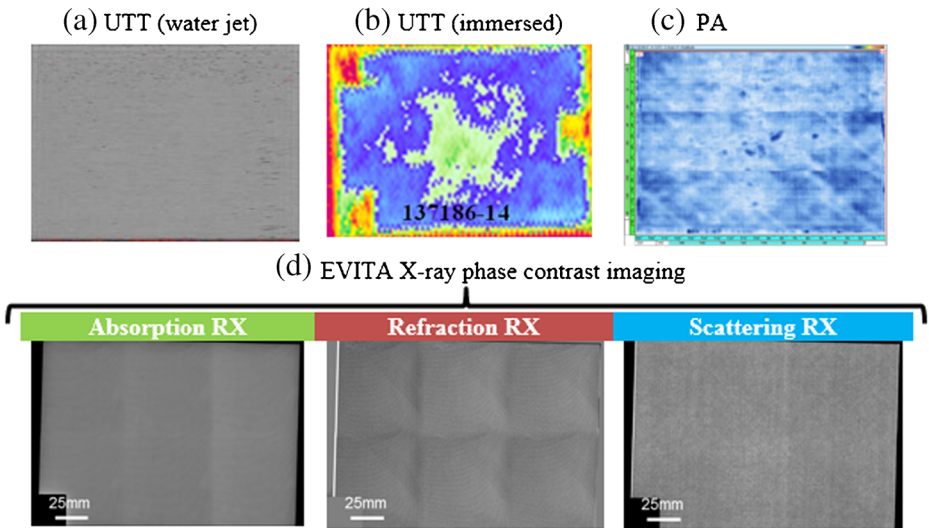 (a) UTT (water jet)
(b) UTT (immersed)
(c) PA
137186-14
(d) EVITA X-ray phase contrast imaging
Absorption RX
Refraction RX
Scattering RX
25mm
25mm
25mm